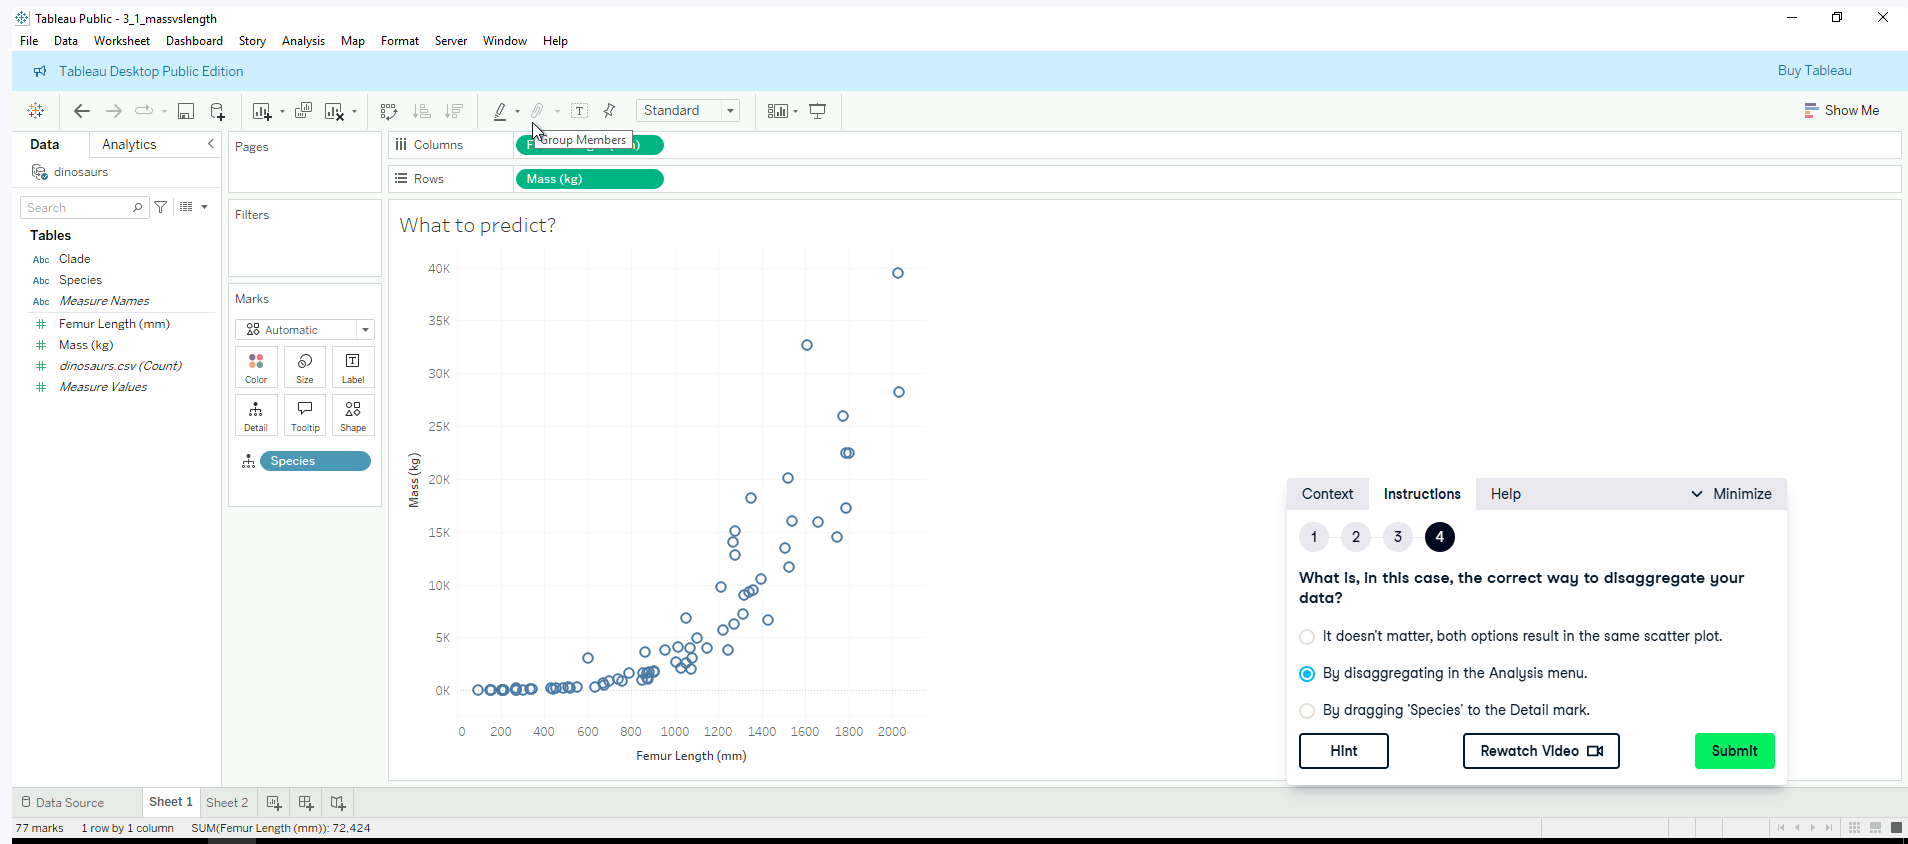 Tableau Public - 3_1_massvslength
File Data Worksheet Dashboard Story Analysis Map Format Server Window Help
Tableau Desktop Public Edition
Buy Tableau
Standard
Show Me
Data
Analytics
dinosaurs
Search
Tables
Abc Clade
Abc Species
Abc Measure Names
Femur Length (mm)
Mass (kg)
dinosaurs.csv (Count)
Measure Values
Pages
Filters
Marks
Automatic
Color Size Label
Detail Tooltip Shape
Species
Columns
Group Members
Rows
Mass (kg)
What to predict?
40K
35K
30K
25K
20K
15K
10K
5K
0K
Mass (kg)
0 200 400 600 800 1000 1200 1400 1600 1800 2000
Femur Length (mm)
Context Instructions Help Minimize
1 2 3 4
What is, in this case, the correct way to disaggregate your
data?
It doesn't matter, both options result in the same scatter plot.
By disaggregating in the Analysis menu.
By dragging 'Species' to the Detail mark.
Hint Rewatch Video Submit
Data Source Sheet 1 Sheet 2
77 marks 1 row by 1 column SUM(Femur Length (mm)): 72,424